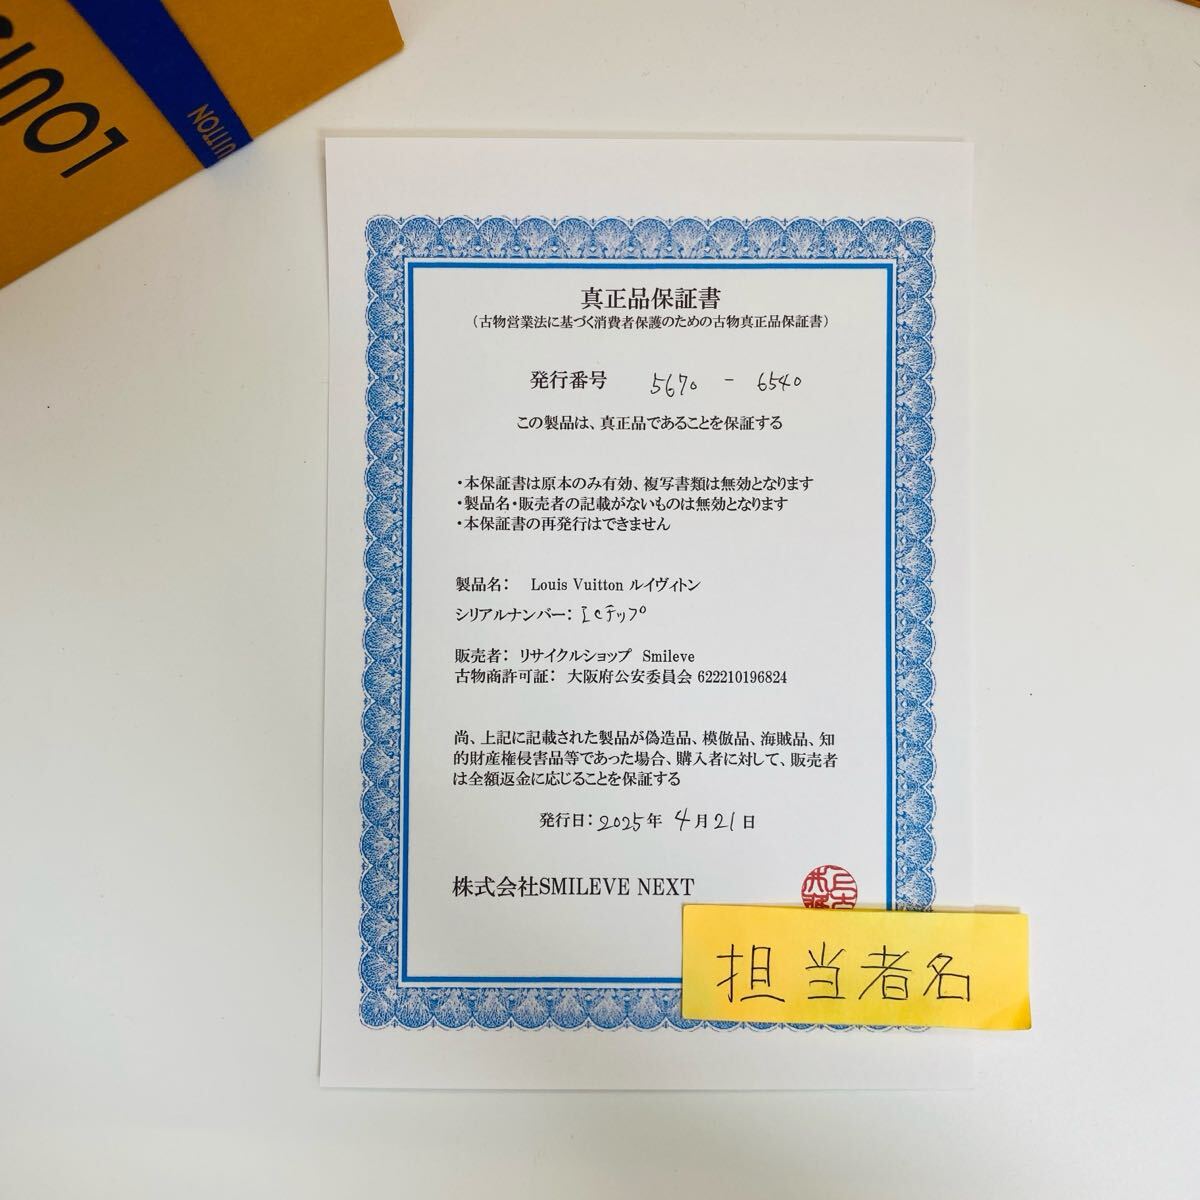 LOUIS
VUITTON
真正品保証書
（古物営業法に基づく消費者保護のための古物真正品保証書）
発行番号 5670 - 6540
この製品は、真正品であることを保証する
・本保証書は原本のみ有効、複写書類は無効となります
・製品名・販売者の記載がないものは無効となります
・本保証書の再発行はできません
製品名： Louis Vuitton ルイヴィトン
シリアルナンバー：ICチップ
販売者： リサイクルショップ Smileve
古物商許可証： 大阪府公安委員会 622210196824
尚、上記に記載された製品が偽造品、模倣品、海賊品、知
的財産権侵害品等であった場合、購入者に対して、販売者
は全額返金に応じることを保証する
発行日：2025年 4月21日
株式会社SMILEVE NEXT
担当者名